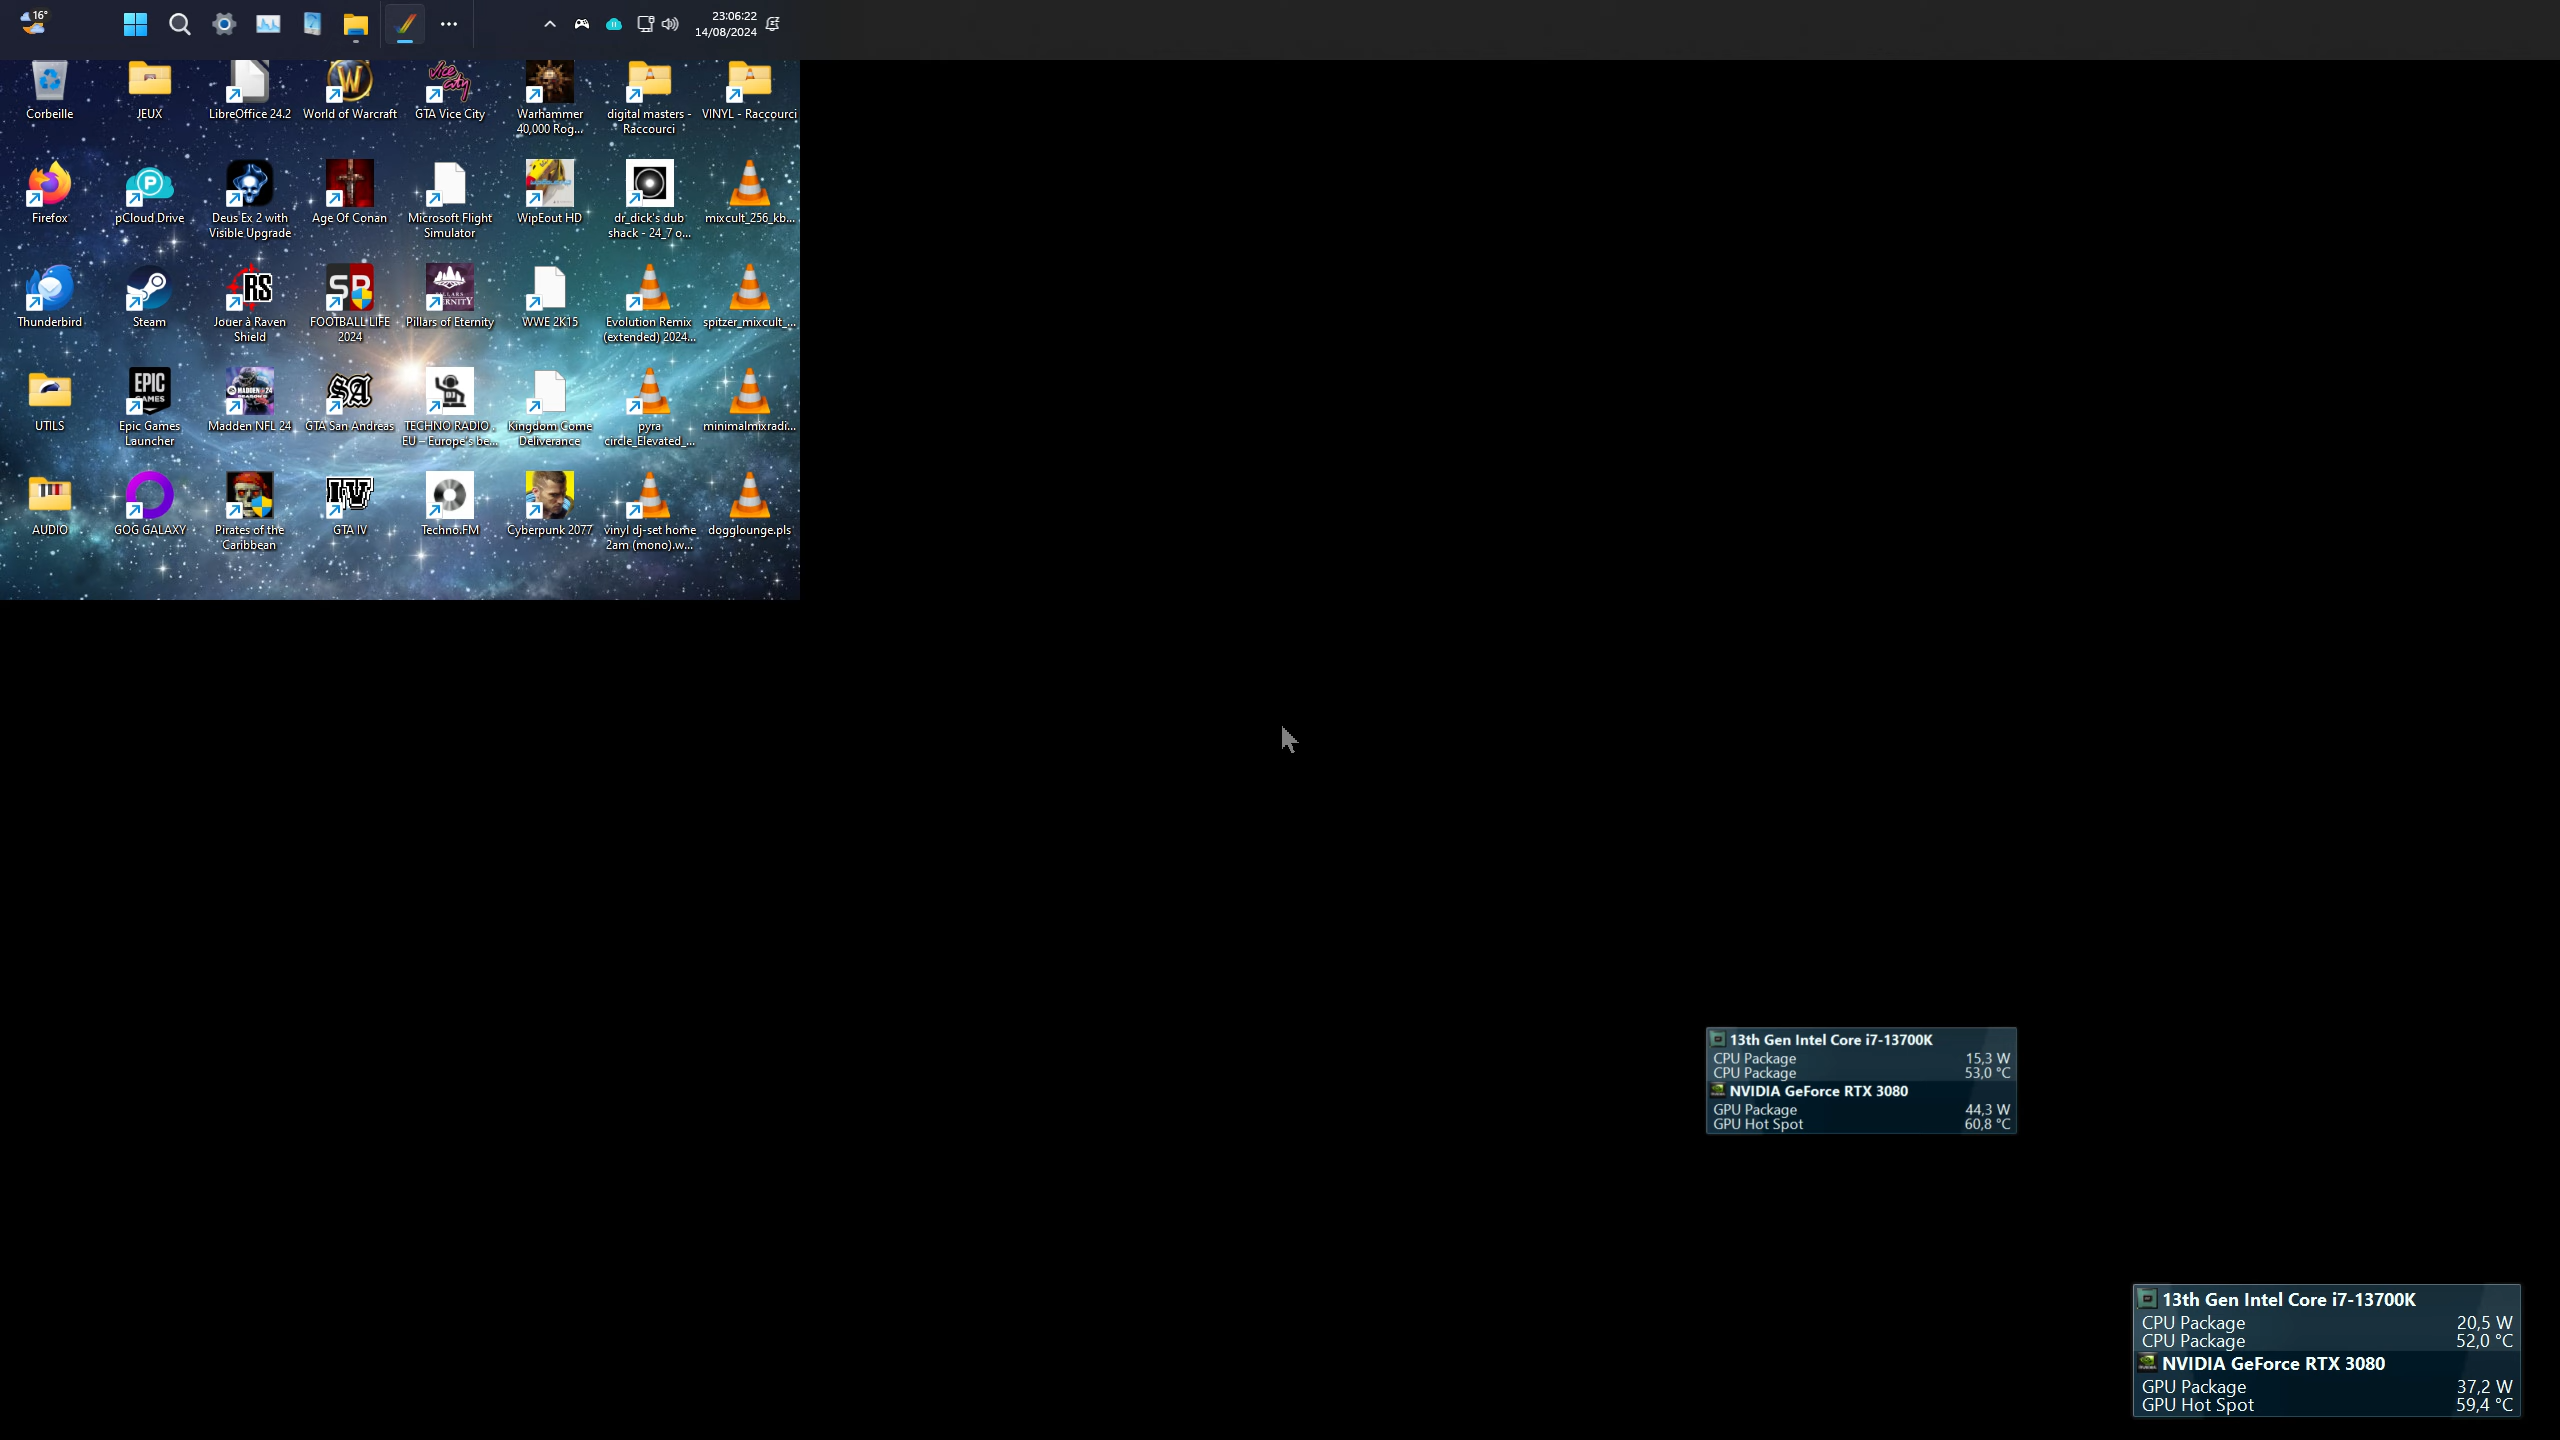 16°
23:06:22
14/08/2024
Corbeille
JEUX
LibreOffice 24.2
World of Warcraft
GTA Vice City
Warhammer
40,000 Rog...
digital masters -
Raccourci
VINYL - Raccourci
Firefox
pCloud Drive
Deus Ex 2 with
Visible Upgrade
Age Of Conan
Microsoft Flight
Simulator
WipEout HD
dr_dick's dub
shack - 24_7 o...
mixcult_256_kb...
Thunderbird
Steam
Jouer à Raven
Shield
FOOTBALL LIFE
2024
Pillars of Eternity
WWE 2K15
Evolution Remix
(extended) 2024...
spitzer_mixcult_...
UTILS
Epic Games
Launcher
Madden NFL 24
GTA San Andreas
TECHNO RADIO .
EU – Europe's be...
Kingdom Come
Deliverance
pyra
circle_Elevated_...
minimalmixradi...
AUDIO
GOG GALAXY
Pirates of the
Caribbean
GTA IV
Techno.FM
Cyberpunk 2077
vinyl dj-set home
2am (mono).w...
dogglounge.pls
13th Gen Intel Core i7-13700K
CPU Package 15,3 W
CPU Package 53,0 °C
NVIDIA GeForce RTX 3080
GPU Package 44,3 W
GPU Hot Spot 60,8 °C
13th Gen Intel Core i7-13700K
CPU Package 20,5 W
CPU Package 52,0 °C
NVIDIA GeForce RTX 3080
GPU Package 37,2 W
GPU Hot Spot 59,4 °C